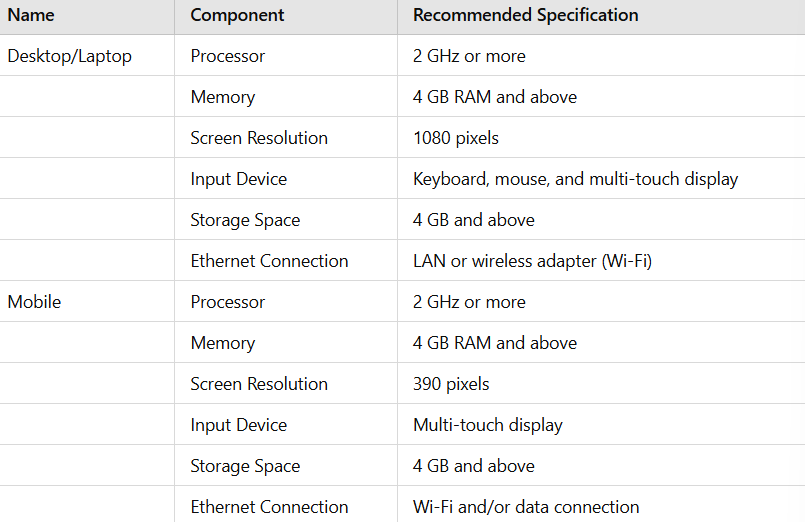 Name Component Recommended Specification
Desktop/Laptop Processor 2 GHz or more
Memory 4 GB RAM and above
Screen Resolution 1080 pixels
Input Device Keyboard, mouse, and multi-touch display
Storage Space 4 GB and above
Ethernet Connection LAN or wireless adapter (Wi-Fi)
Mobile Processor 2 GHz or more
Memory 4 GB RAM and above
Screen Resolution 390 pixels
Input Device Multi-touch display
Storage Space 4 GB and above
Ethernet Connection Wi-Fi and/or data connection